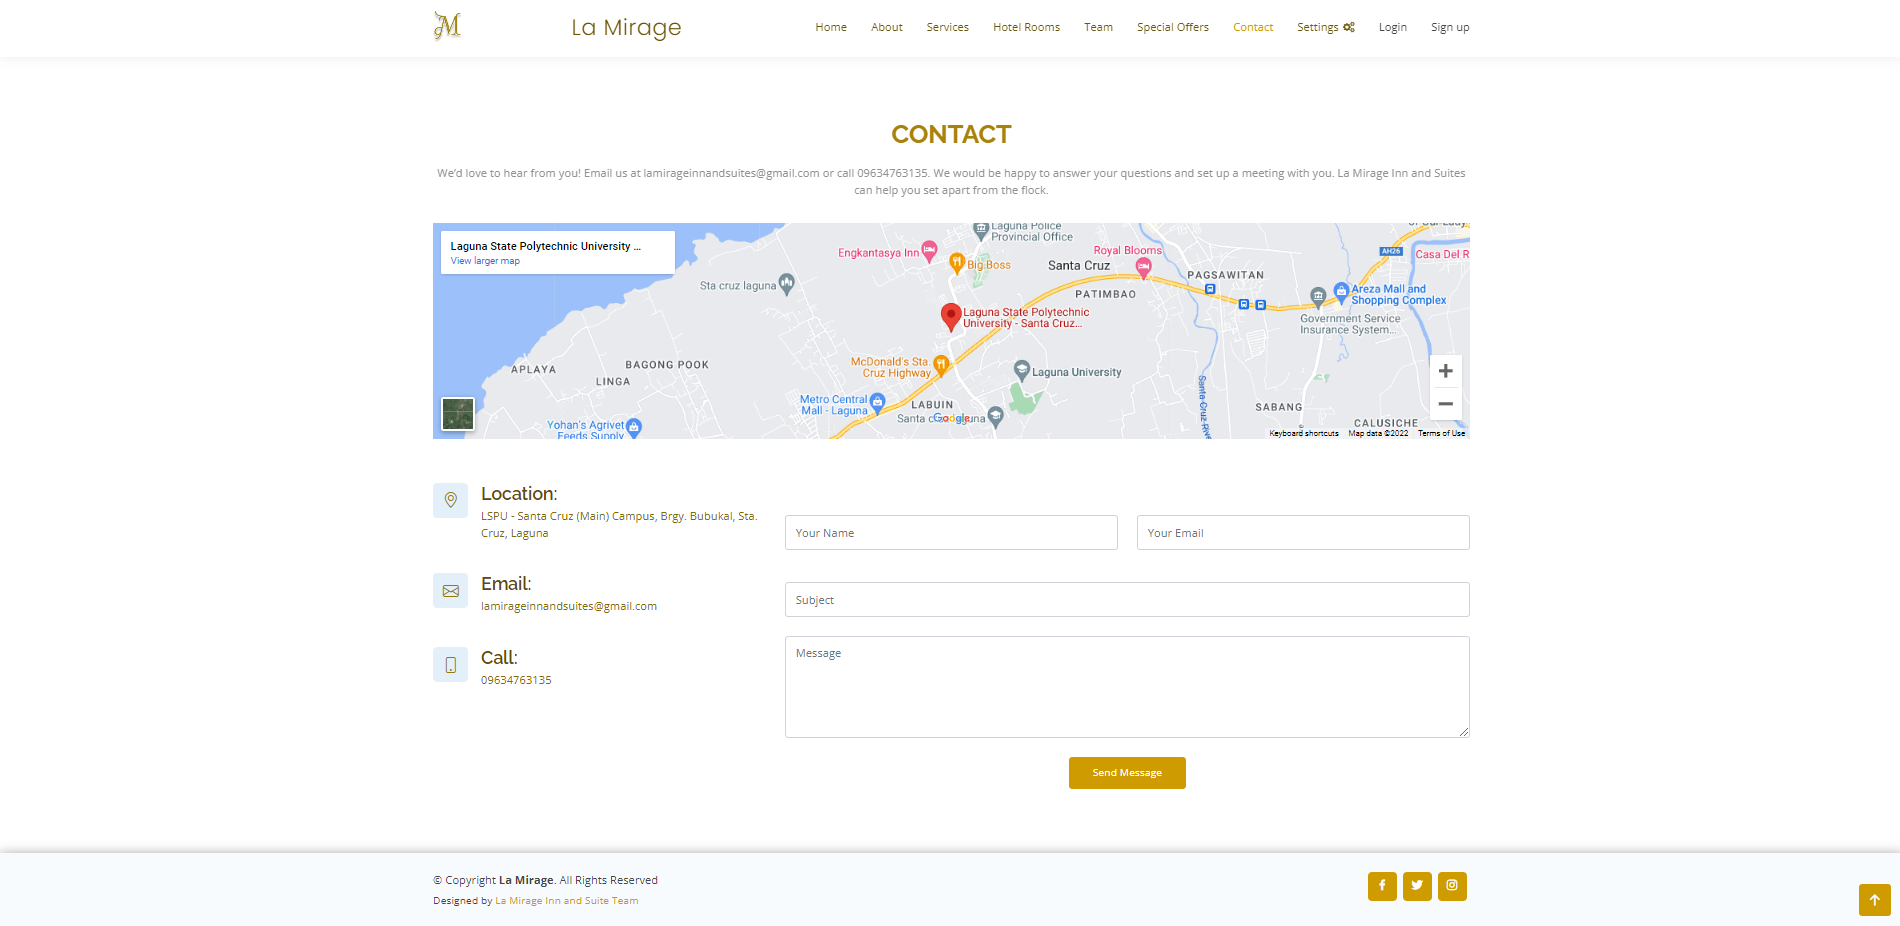 M
La Mirage
Home About Services Hotel Rooms Team Special Offers Contact Settings Login Sign up
CONTACT
We'd love to hear from you! Email us at lamirageinnandsuites@gmail.com or call 09634763135. We would be happy to answer your questions and set up a meeting with you. La Mirage Inn and Suites
can help you set apart from the flock.
Laguna State Polytechnic University ...
View larger map
Laguna Police
Provincial Office
Engkantasya Inn
Big Boss
Royal Blooms
Santa Cruz
AH26
Casa Del R
PAGSAWITAN
Sta cruz laguna
PATIMBAO
Areza Mall and
Shopping Complex
Laguna State Polytechnic
University - Santa Cruz...
Government Service
Insurance System...
McDonald's Sta.
Cruz Highway
BAGONG POOK
APLAYA
LINGA
Laguna University
Metro Central
Mall - Laguna
LABUIN
Google
SABANG
CALUSICHE
Yohan's Agrivet
Feeds Supply
Keyboard shortcuts Map data ©2022 Terms of Use
Location:
LSPU - Santa Cruz (Main) Campus, Brgy. Bubukal, Sta.
Cruz, Laguna
Email:
lamirageinnandsuites@gmail.com
Call:
09634763135
Your Name
Your Email
Subject
Message
Send Message
© Copyright La Mirage. All Rights Reserved
Designed by La Mirage Inn and Suite Team